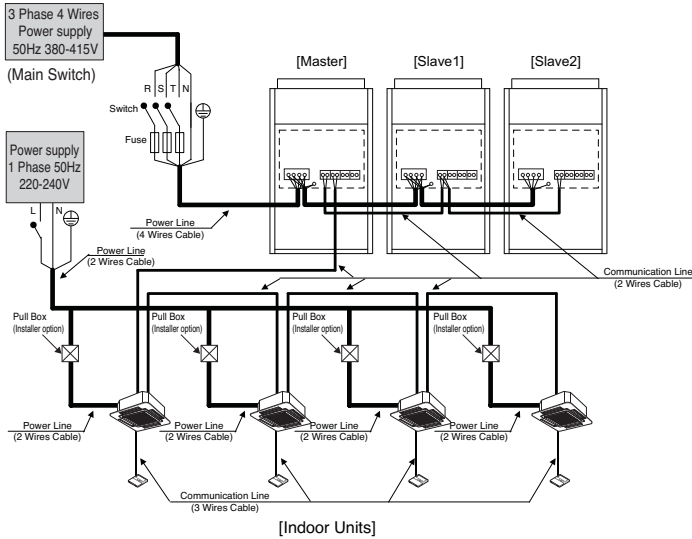 3 Phase 4 Wires
Power supply
50Hz 380-415V
(Main Switch)
[Master]
[Slave1]
[Slave2]
R S T N
Switch
Fuse
Power supply
1 Phase 50Hz
220-240V
L N
Power Line
(4 Wires Cable)
Power Line
(2 Wires Cable)
Communication Line
(2 Wires Cable)
Pull Box
(Installer option)
Pull Box
(Installer option)
Pull Box
(Installer option)
Pull Box
(Installer option)
Power Line
(2 Wires Cable)
Power Line
(2 Wires Cable)
Power Line
(2 Wires Cable)
Power Line
(2 Wires Cable)
Communication Line
(3 Wires Cable)
[Indoor Units]